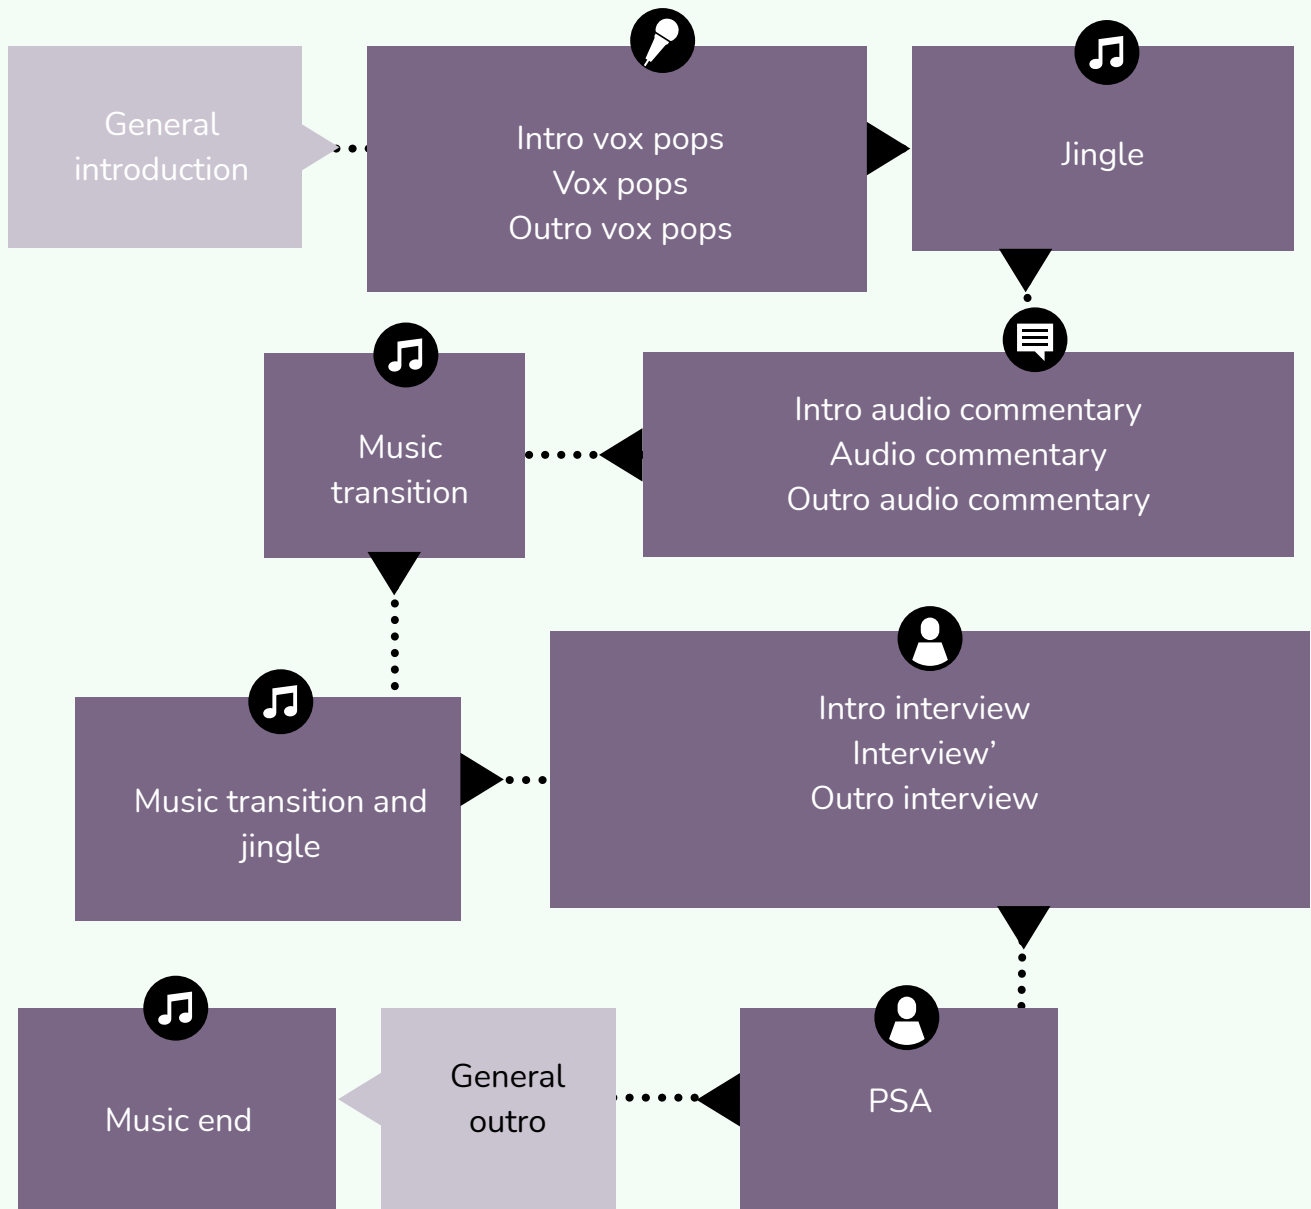 General
introduction
Intro vox pops
Vox pops
Outro vox pops
Jingle
Intro audio commentary
Audio commentary
Outro audio commentary
Music
transition
Music transition and
jingle
Intro interview
Interview’
Outro interview
PSA
General
outro
Music end